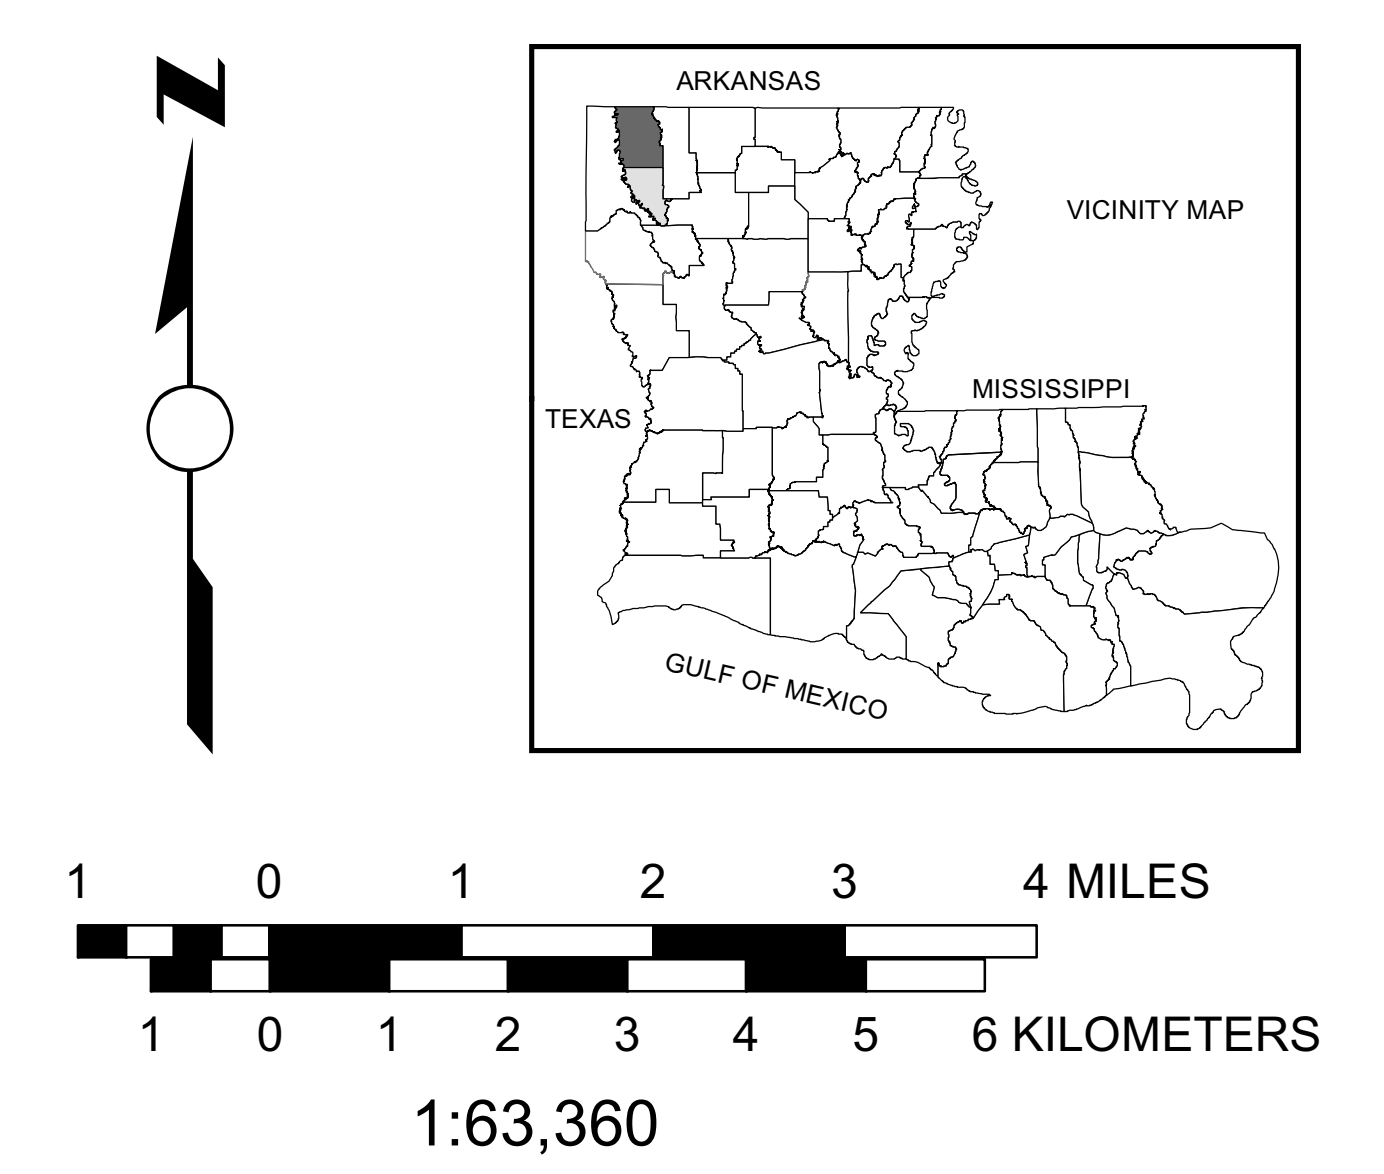 N
ARKANSAS
VICINITY MAP
MISSISSIPPI
TEXAS
GULF OF MEXICO
1 0 1 2 3 4 MILES
1 0 1 2 3 4 5 6 KILOMETERS
1:63,360